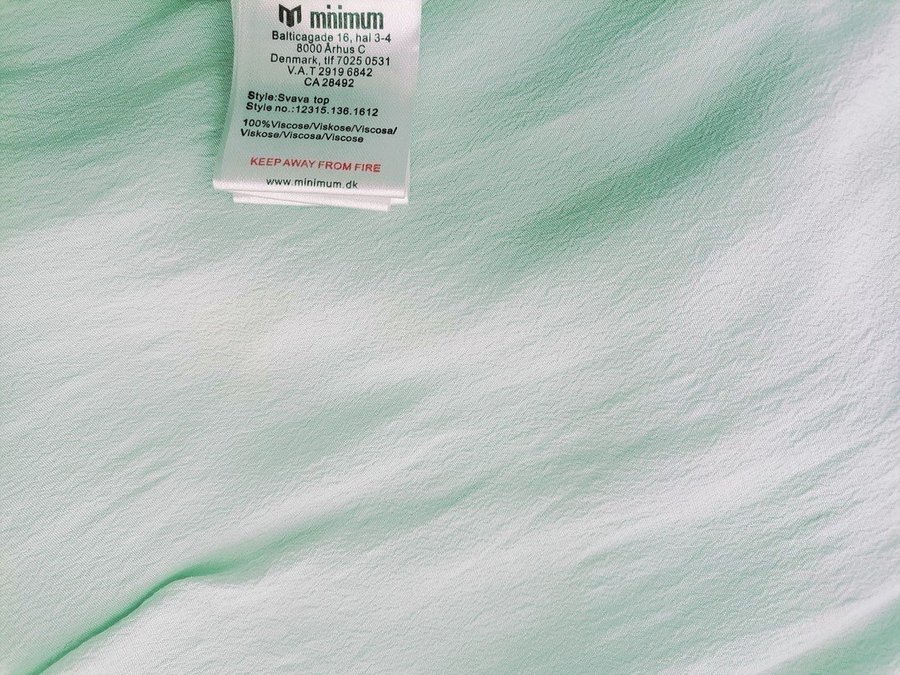 minimum
Balticagade 16, hal 3-4
8000 Århus C
Denmark, tlf 7025 0531
V.A.T 2919 6842
CA 28492
Style:Svava top
Style no.:12315.136.1612
100%Viscose/Viskose/Viscosa/
Viskose/Viscosa/Viscose
KEEP AWAY FROM FIRE
www.minimum.dk